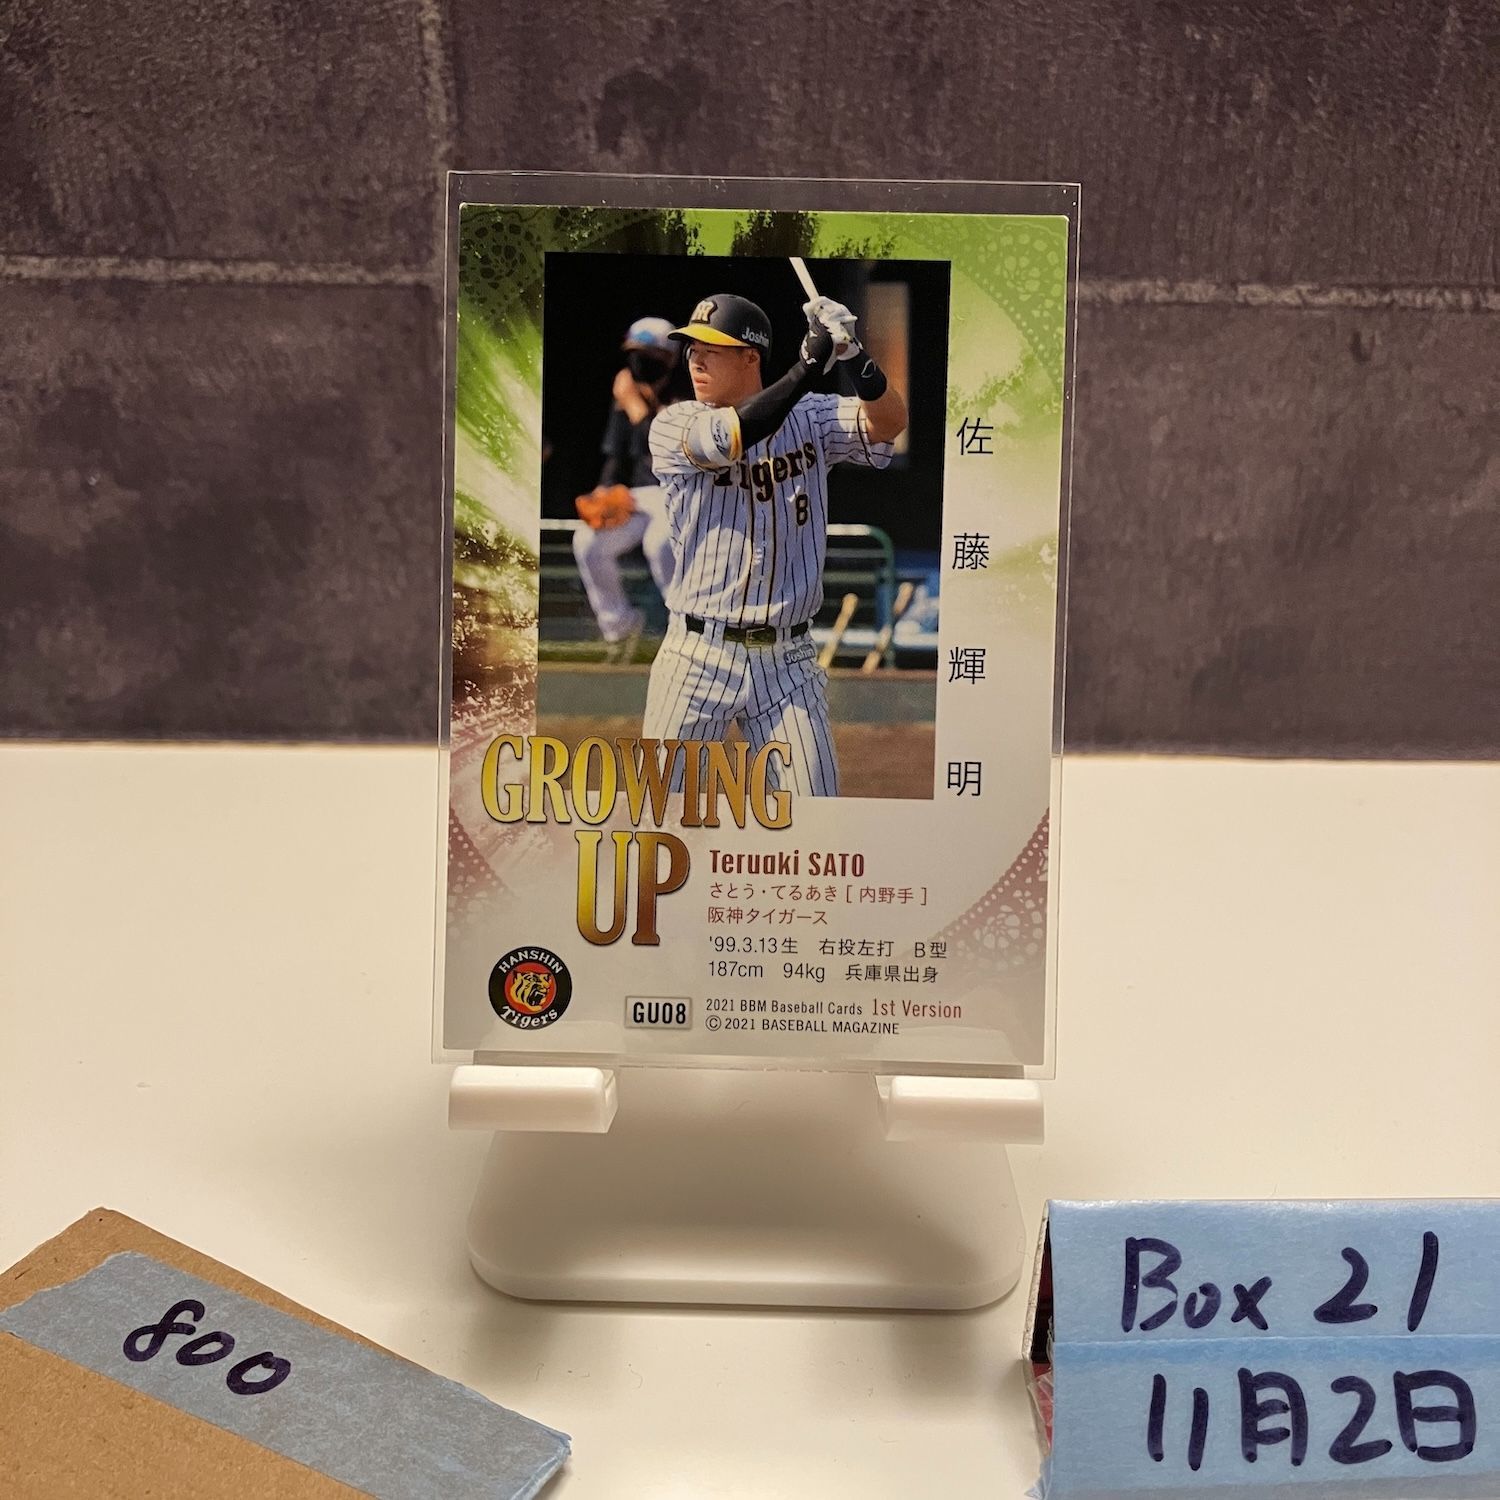 Joshin
Tigers
8
Joshin
佐藤輝明
GROWING
UP
Teruaki SATO
さとう・てるあき [ 内野手 ]
阪神タイガース
'99.3.13生 右投左打 B型
187cm 94kg 兵庫県出身
HANSHIN
Tigers
GU08
2021 BBM Baseball Cards 1st Version
©2021 BASEBALL MAGAZINE
800
Box 21
11月2日